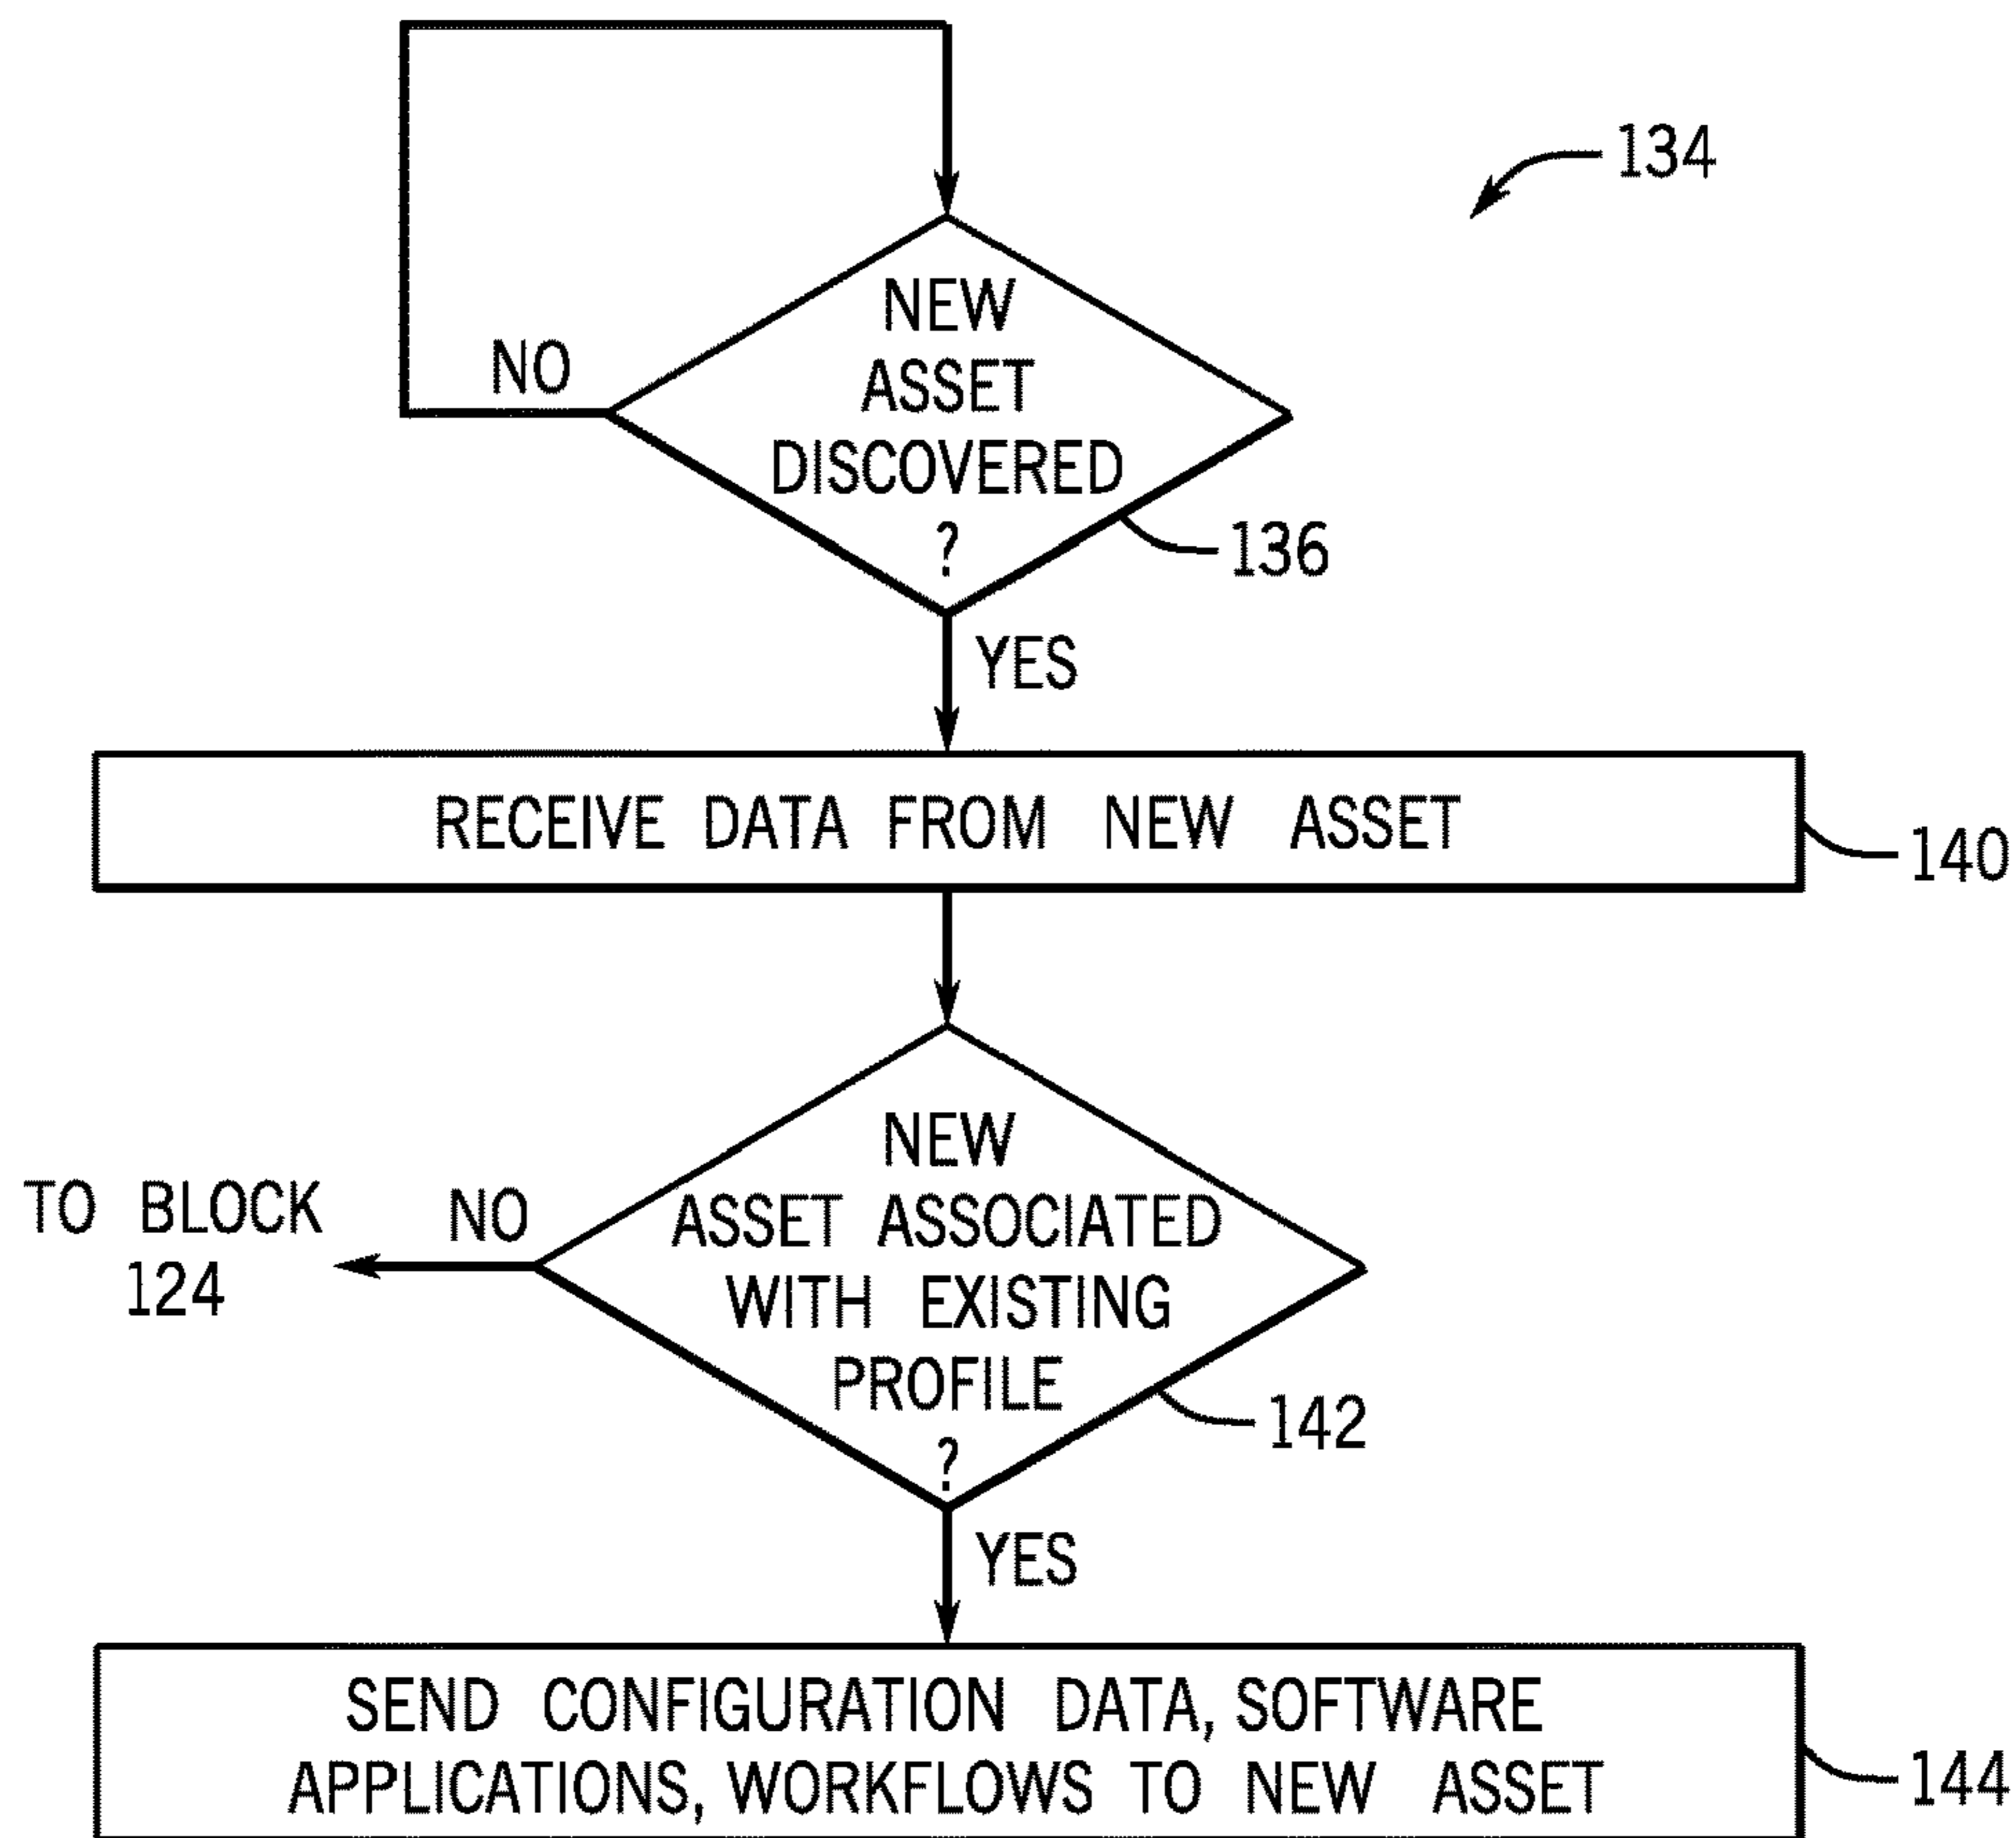 134
NEW
ASSET
DISCOVERED
?
NO
136
YES
RECEIVE DATA FROM NEW ASSET
140
NEW
ASSET ASSOCIATED
WITH EXISTING
PROFILE
?
TO BLOCK
124
NO
142
YES
SEND CONFIGURATION DATA, SOFTWARE
APPLICATIONS, WORKFLOWS TO NEW ASSET
144